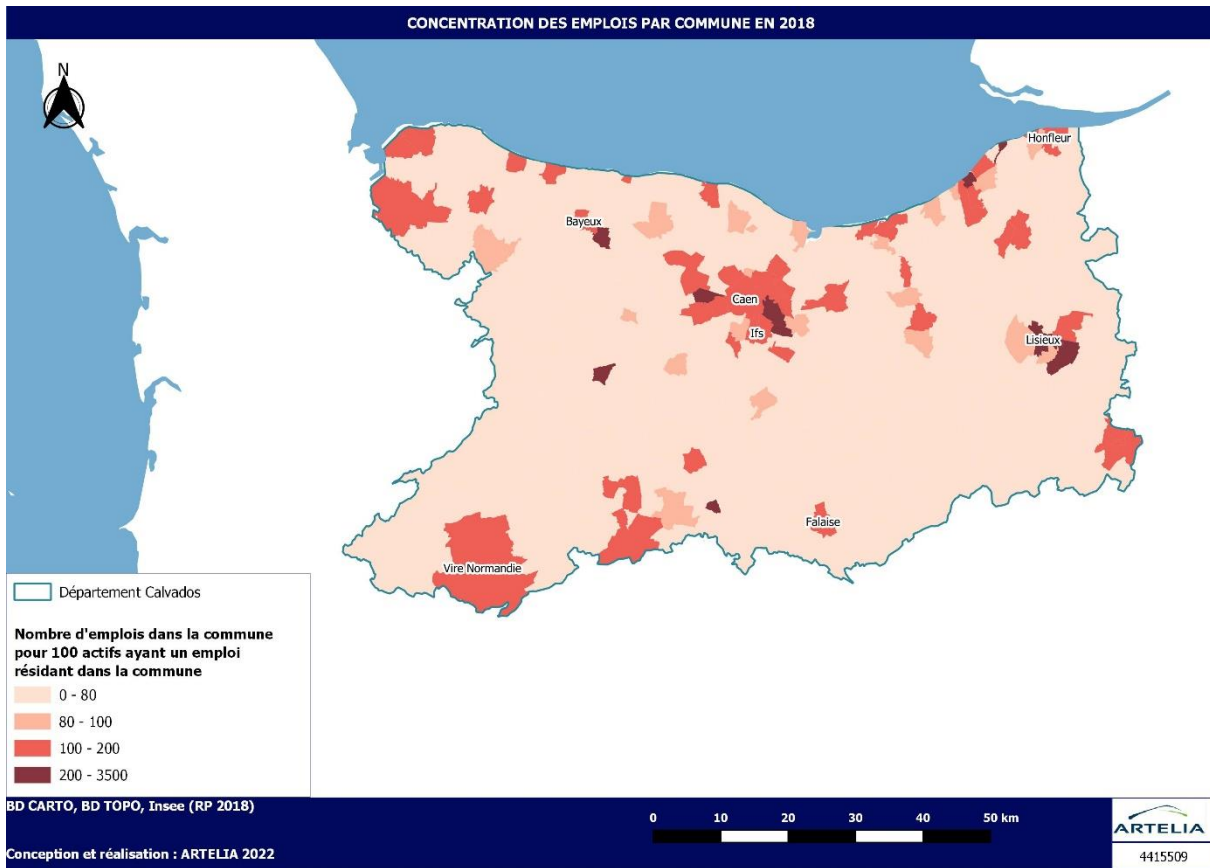 CONCENTRATION DES EMPLOIS PAR COMMUNE EN 2018
N
Honfleur
Bayeux
Caen
Ifs
Lisieux
Falaise
Vire Normandie
Département Calvados
Nombre d'emplois dans la commune
pour 100 actifs ayant un emploi
résidant dans la commune
0 - 80
80 - 100
100 - 200
200 - 3500
BD CARTO, BD TOPO, Insee (RP 2018)
0 10 20 30 40 50 km
ARTELIA
Conception et réalisation : ARTELIA 2022
4415509